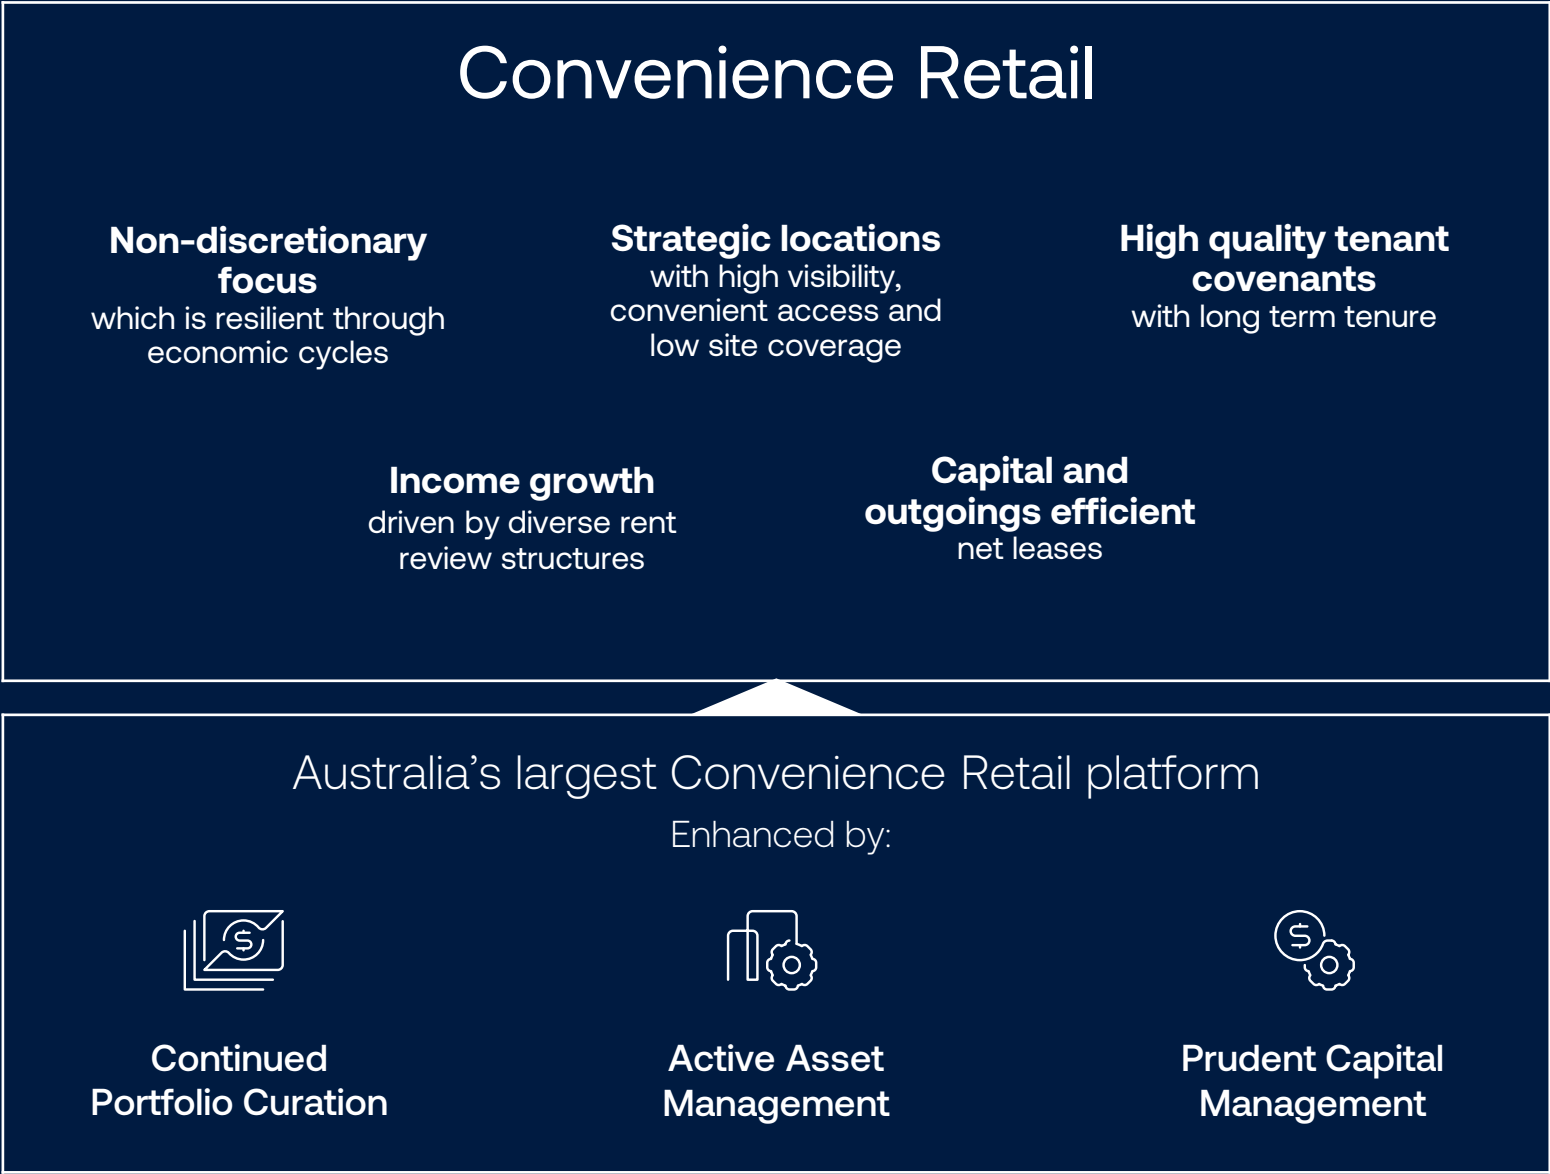 Convenience Retail
Non-discretionary
focus
which is resilient through
economic cycles
Strategic locations
with high visibility,
convenient access and
low site coverage
High quality tenant
covenants
with long term tenure
Income growth
driven by diverse rent
review structures
Capital and
outgoings efficient
net leases
Australia’s largest Convenience Retail platform
Enhanced by:
Continued
Portfolio Curation
Active Asset
Management
Prudent Capital
Management